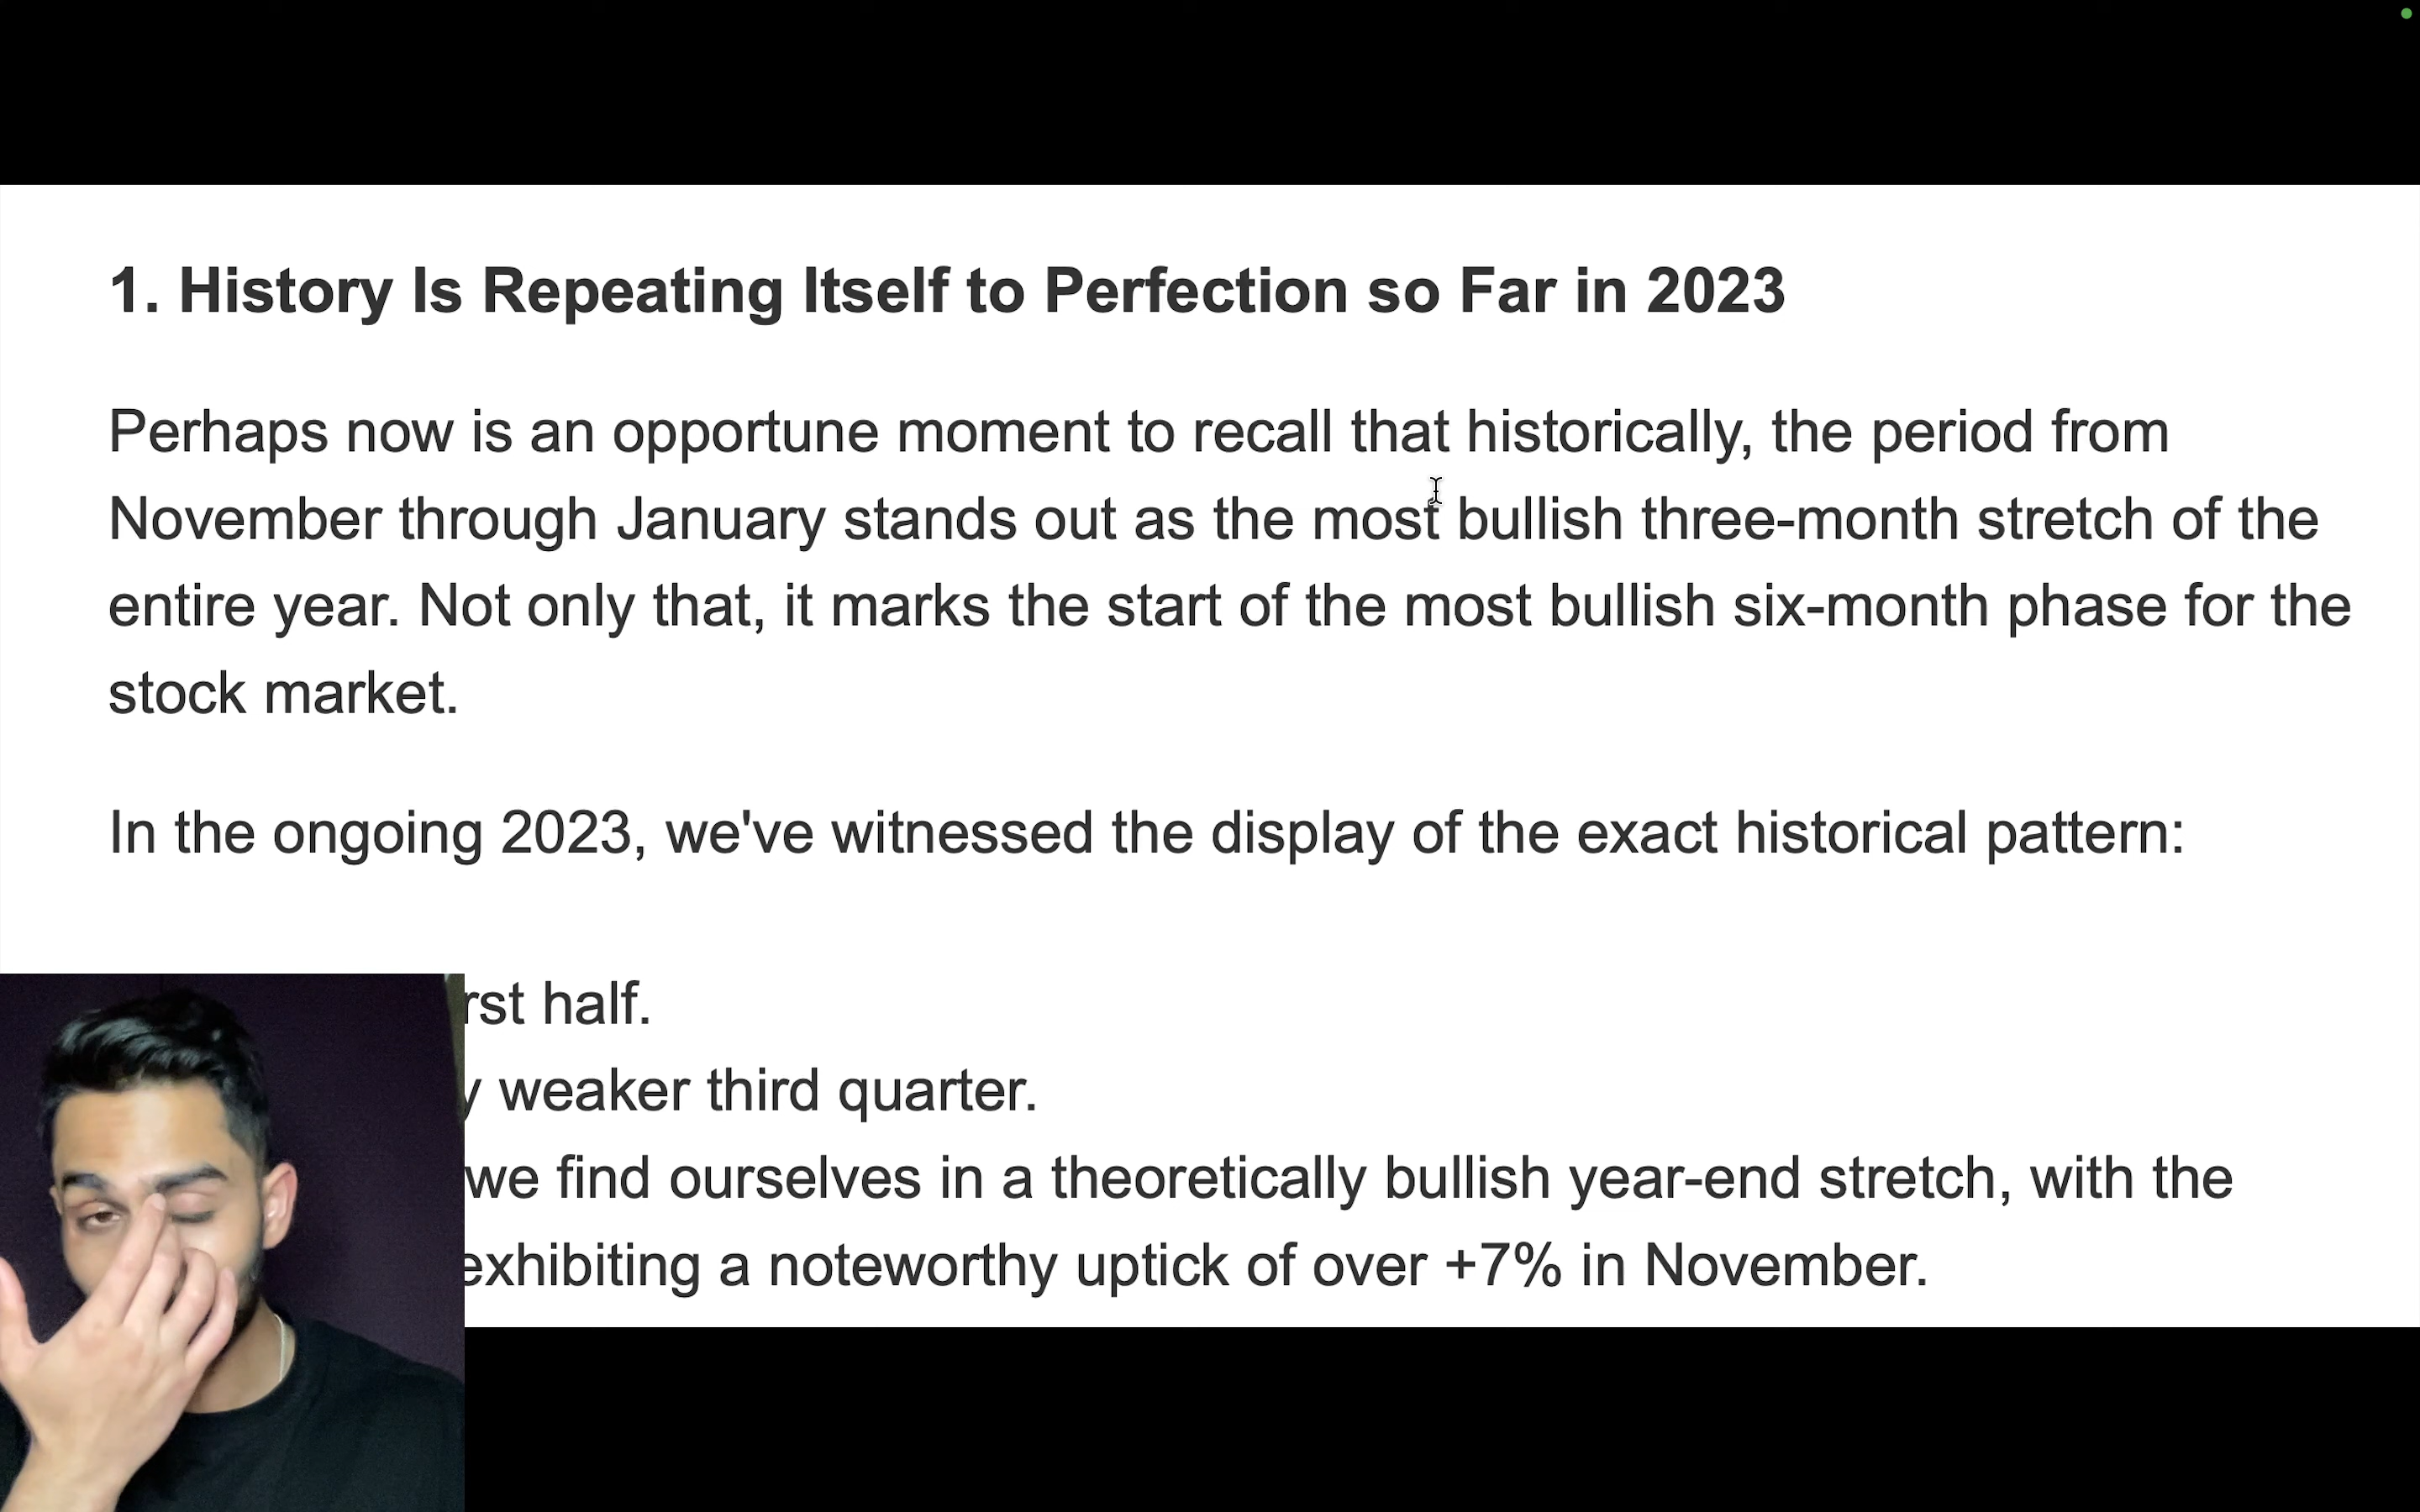 1. History Is Repeating Itself to Perfection so Far in 2023
Perhaps now is an opportune moment to recall that historically, the period from
November through January stands out as the most bullish three-month stretch of the
entire year. Not only that, it marks the start of the most bullish six-month phase for the
stock market.
In the ongoing 2023, we've witnessed the display of the exact historical pattern:
half.
weaker third quarter.
we find ourselves in a theoretically bullish year-end stretch, with the
exhibiting a noteworthy uptick of over +7% in November.